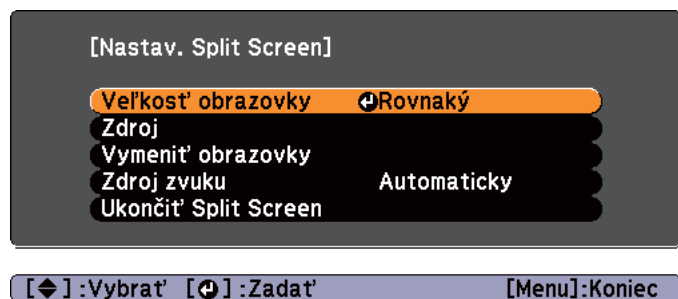 [Nastav. Split Screen]
Veľkosť obrazovky Rovnaký
Zdroj
Vymeniť obrazovky
Zdroj zvuku Automaticky
Ukončiť Split Screen
[◆]:Vybrať [↵]:Zadať [Menu]:Koniec